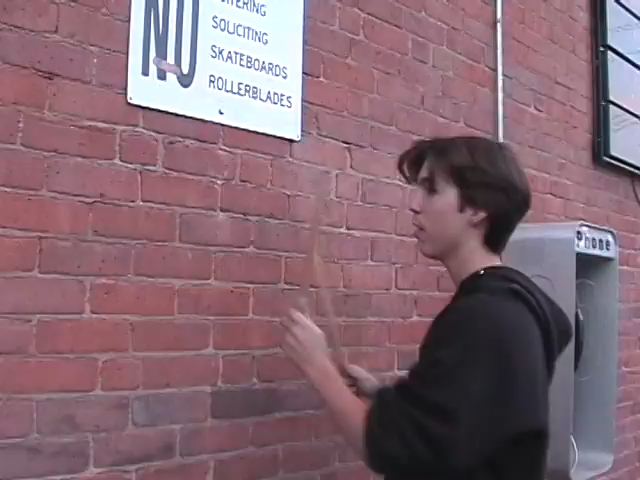 NO
SOLICITING
SKATEBOARDS
ROLLERBLADES
Phone